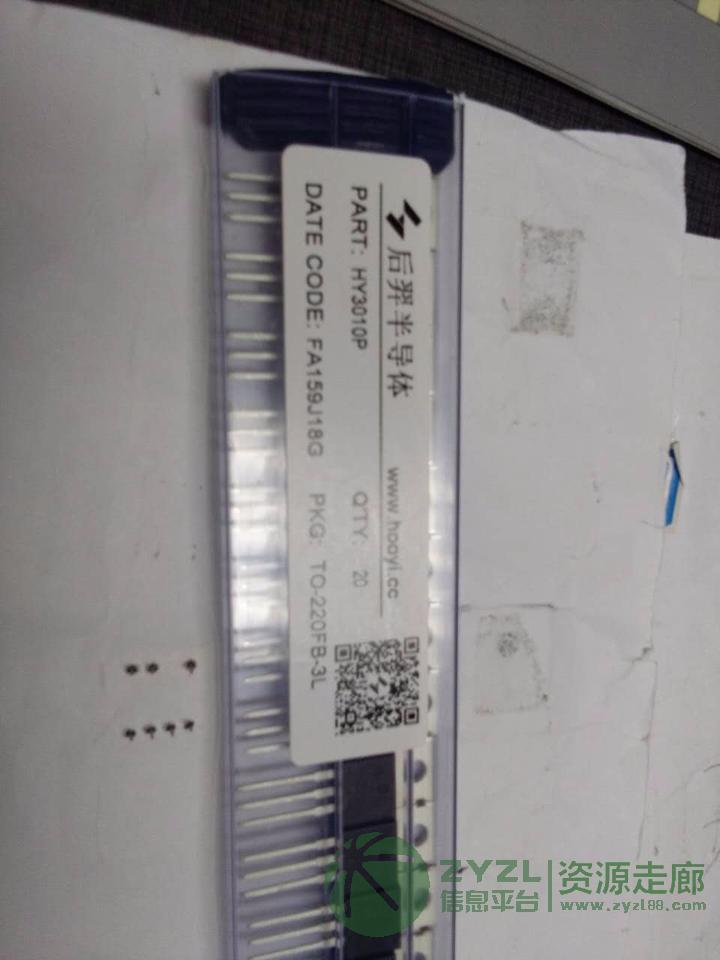 后羿半导体 www.hooyi.cc
PART: HY3010P Q'TY: 20
DATE CODE: FA159J18G PKG: TO-220FB-3L
ZYZL 资源走廊
信息平台 www.zyzl88.com